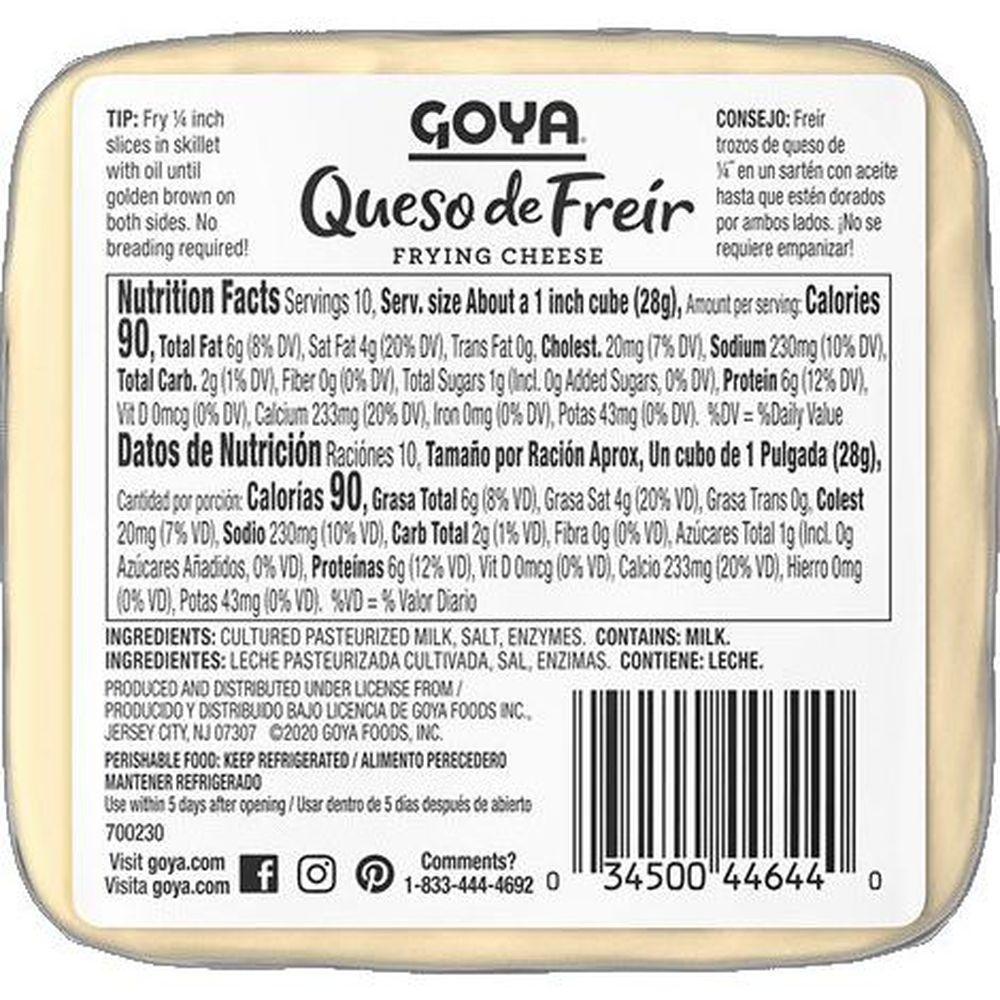 TIP: Fry ¼ inch
slices in skillet
with oil until
golden brown on
both sides. No
breading required!
GOYA®
Queso de Freír
FRYING CHEESE
CONSEJO: Freír
trozos de queso de
¼" en un sartén con aceite
hasta que estén dorados
por ambos lados. ¡No se
requiere empanizar!
Nutrition Facts Servings 10, Serv. size About a 1 inch cube (28g), Amount per serving: Calories
90, Total Fat 6g (8% DV), Sat Fat 4g (20% DV), Trans Fat 0g, Cholest. 20mg (7% DV), Sodium 230mg (10% DV),
Total Carb. 2g (1% DV), Fiber 0g (0% DV), Total Sugars 1g (Incl. 0g Added Sugars, 0% DV), Protein 6g (12% DV),
Vit D 0mcg (0% DV), Calcium 233mg (20% DV), Iron 0mg (0% DV), Potas 43mg (0% DV). %DV = %Daily Value
Datos de Nutrición Raciónes 10, Tamaño por Ración Aprox, Un cubo de 1 Pulgada (28g),
Cantidad por porción: Calorías 90, Grasa Total 6g (8% VD), Grasa Sat 4g (20% VD), Grasa Trans 0g, Colest
20mg (7% VD), Sodio 230mg (10% VD), Carb Total 2g (1% VD), Fibra 0g (0% VD), Azúcares Total 1g (Incl. 0g
Azúcares Añadidos, 0% VD), Proteínas 6g (12% VD), Vit D 0mcg (0% VD), Calcio 233mg (20% VD), Hierro 0mg
(0% VD), Potas 43mg (0% VD). %VD = % Valor Diario
INGREDIENTS: CULTURED PASTEURIZED MILK, SALT, ENZYMES. CONTAINS: MILK.
INGREDIENTES: LECHE PASTEURIZADA CULTIVADA, SAL, ENZIMAS. CONTIENE: LECHE.
PRODUCED AND DISTRIBUTED UNDER LICENSE FROM /
PRODUCIDO Y DISTRIBUIDO BAJO LICENCIA DE GOYA FOODS INC.,
JERSEY CITY, NJ 07307 ©2020 GOYA FOODS, INC.
PERISHABLE FOOD: KEEP REFRIGERATED / ALIMENTO PERECEDERO
MANTENER REFRIGERADO
Use within 5 days after opening / Usar dentro de 5 días después de abierto
700230
Visit goya.com
Visita goya.com
Comments?
1-833-444-4692
0 34500 44644 0